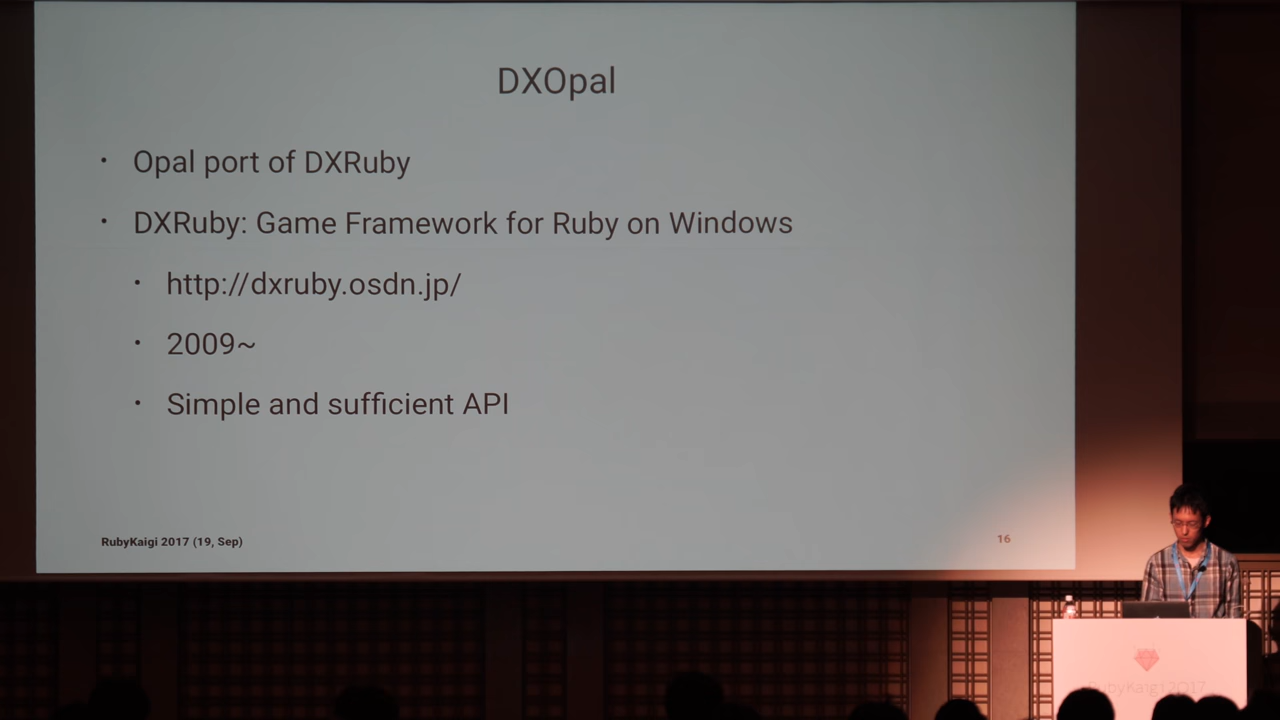 DXOpal
• Opal port of DXRuby
• DXRuby: Game Framework for Ruby on Windows
• http://dxruby.osdn.jp/
• 2009~
• Simple and sufficient API
RubyKaigi 2017 (19, Sep)
16
RubyKaigi2017